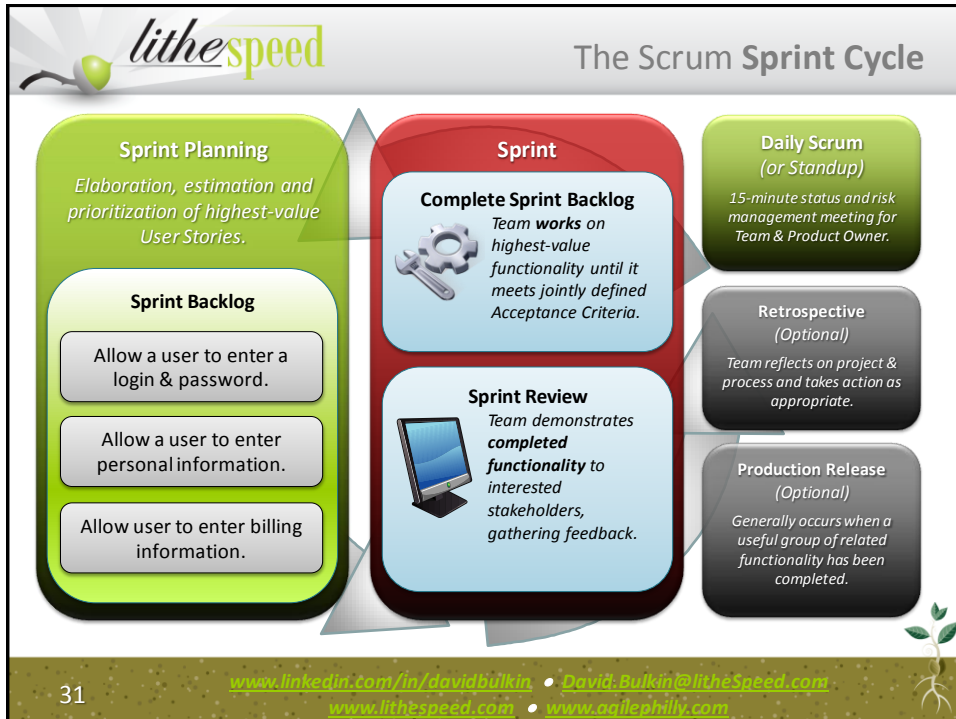 lithespeed
The Scrum Sprint Cycle
Sprint Planning
Elaboration, estimation and
prioritization of highest-value
User Stories.
Sprint Backlog
Allow a user to enter a
login & password.
Allow a user to enter
personal information.
Allow user to enter billing
information.
Sprint
Complete Sprint Backlog
Team works on
highest-value
functionality until it
meets jointly defined
Acceptance Criteria.
Sprint Review
Team demonstrates
completed
functionality to
interested
stakeholders,
gathering feedback.
Daily Scrum
(or Standup)
15-minute status and risk
management meeting for
Team & Product Owner.
Retrospective
(Optional)
Team reflects on project &
process and takes action as
appropriate.
Production Release
(Optional)
Generally occurs when a
useful group of related
functionality has been
completed.
31
www.linkedin.com/in/davidbulkin ● David.Bulkin@litheSpeed.com
www.lithespeed.com ● www.agilephilly.com